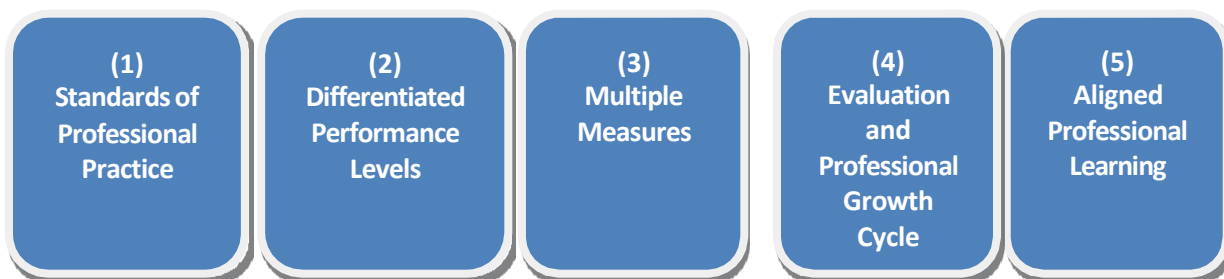 (1)
Standards of
Professional
Practice
(2)
Differentiated
Performance
Levels
(3)
Multiple
Measures
(4)
Evaluation
and
Professional
Growth
Cycle
(5)
Aligned
Professional
Learning